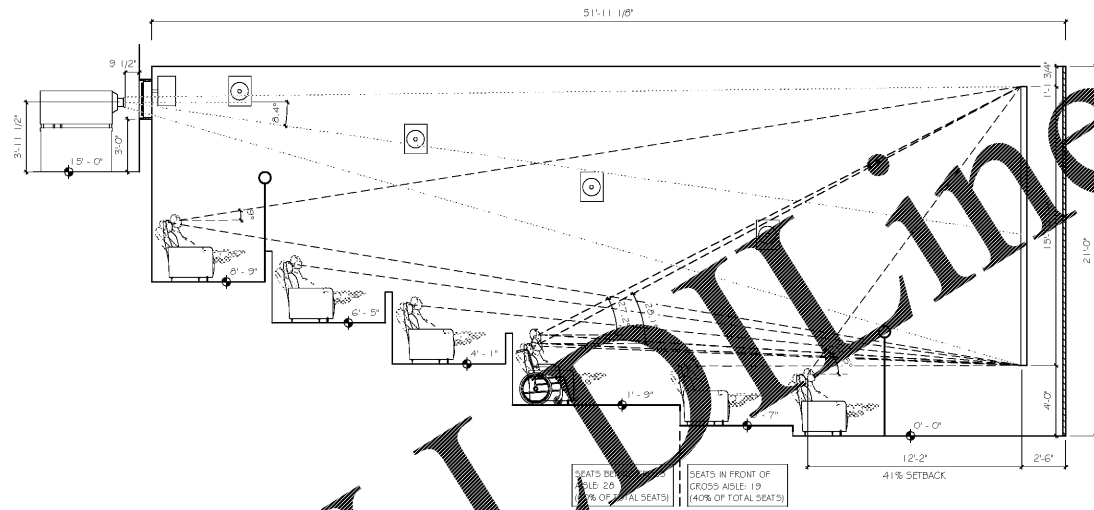 51'-11 1/8"
9 1/2"
1'-1 3/4"
8.4°
3'-11 1/2"
3'-0"
15' - 0"
9°
15'
21'-0"
8' - 9"
6' - 5"
27.2°
4' - 1"
1' - 9"
4'-0"
0' - 0"
12'-2"
2'-6"
41% SETBACK
SEATS
AISLE: 28
OF TOTAL SEATS)
SEATS IN FRONT OF
CROSS AISLE: 19
(40% OF TOTAL SEATS)
DILine